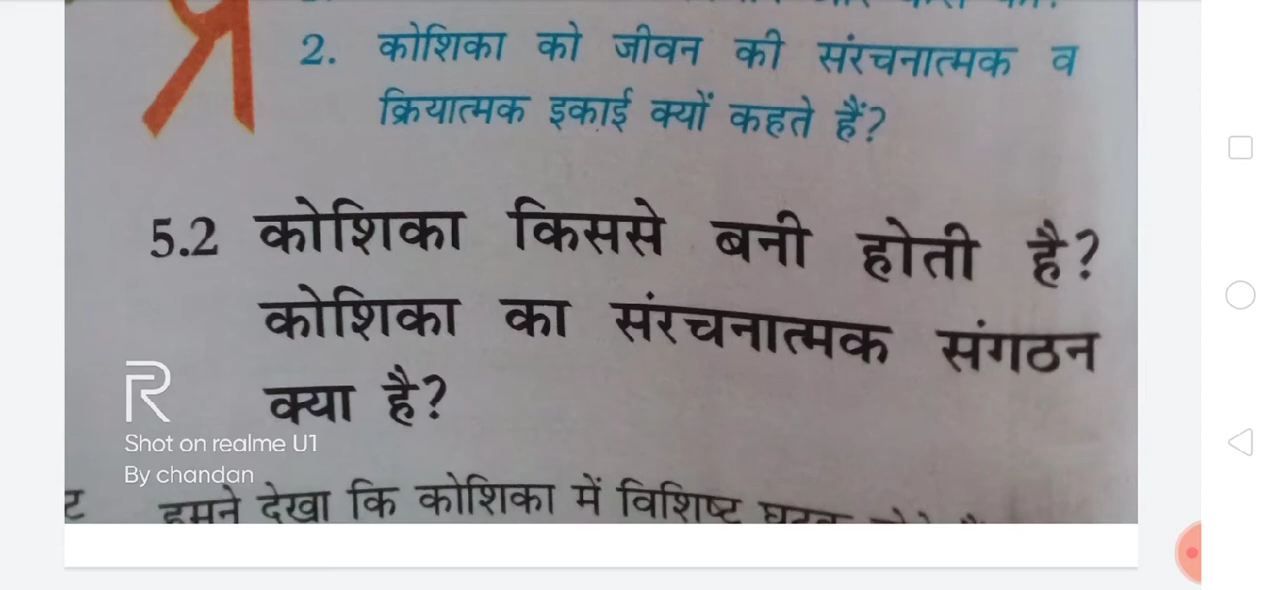 2. कोशिका को जीवन की संरचनात्मक व
क्रियात्मक इकाई क्यों कहते हैं?
5.2 कोशिका किससे बनी होती है?
कोशिका का संरचनात्मक संगठन
क्या है?
Shot on realme U1
By chandan
हमने देखा कि कोशिका में विशिष्ट